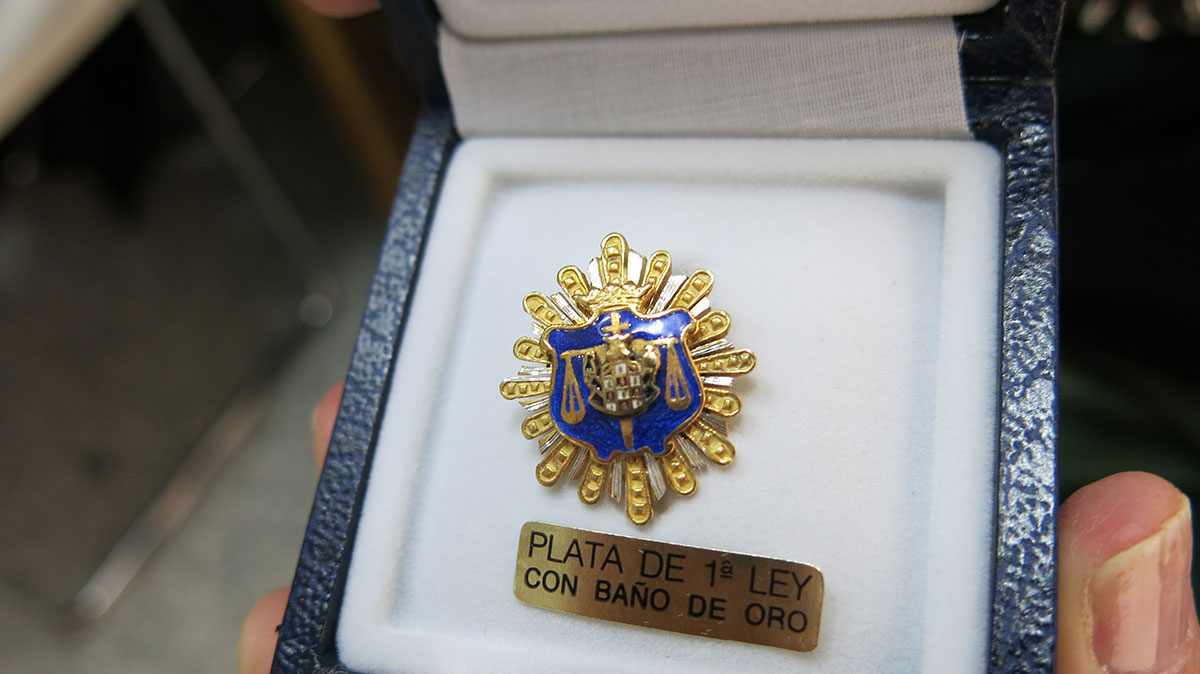 PLATA DE 1ª LEY
CON BAÑO DE ORO